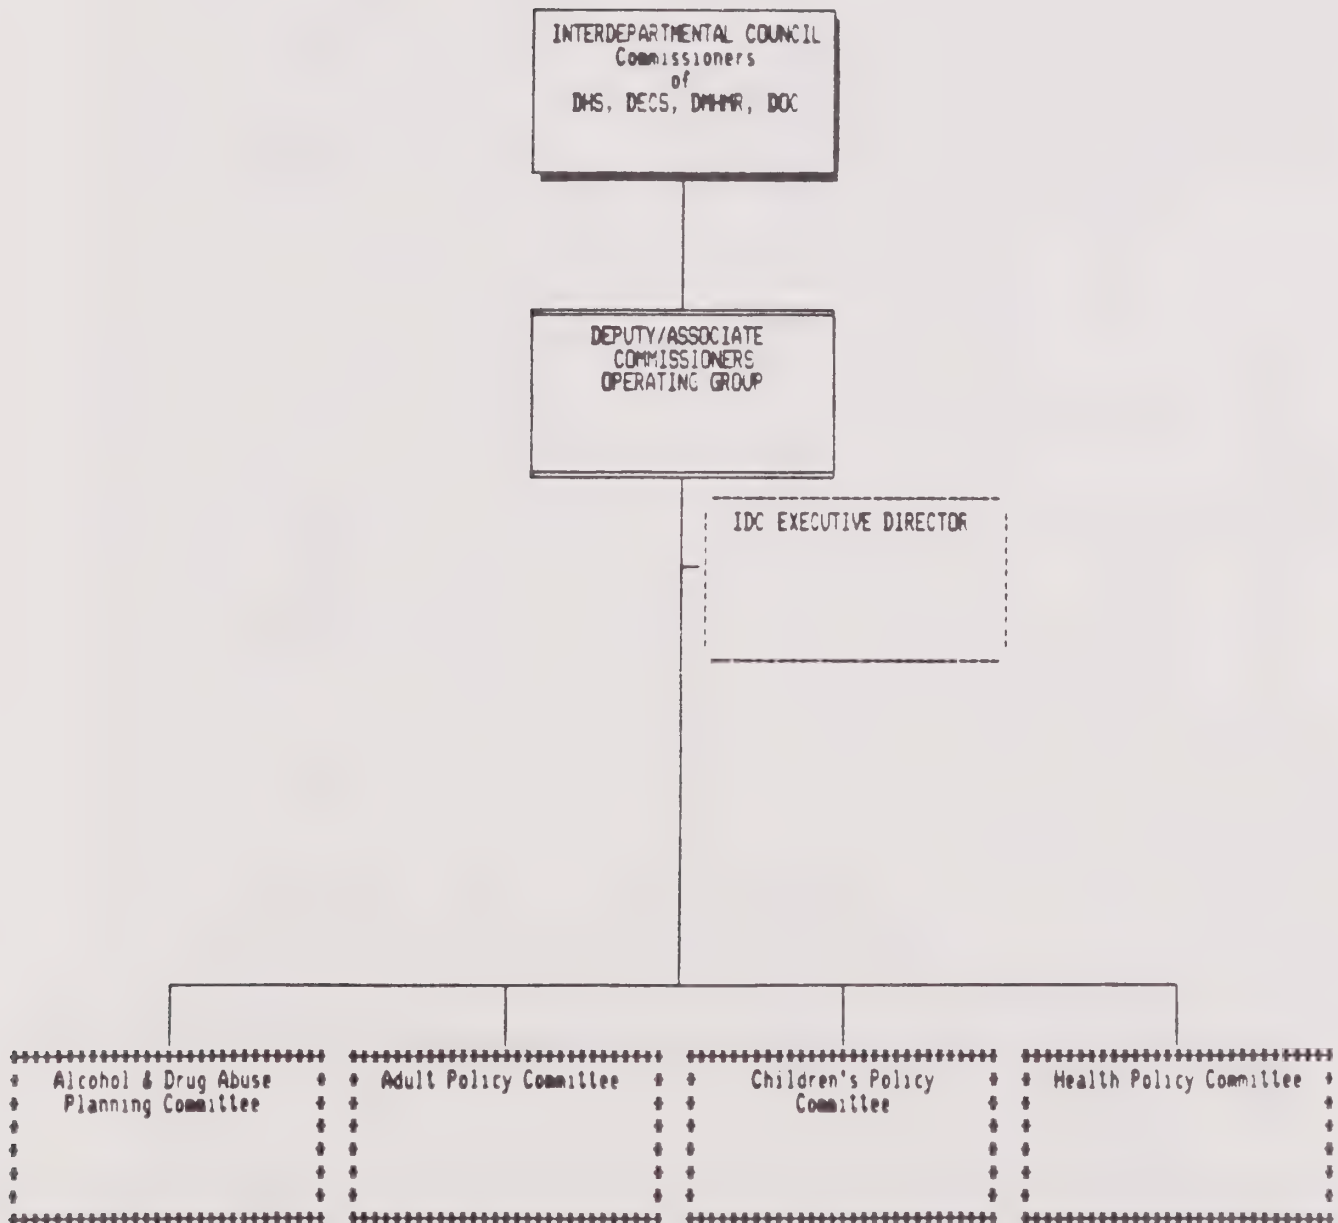 INTERDEPARTMENTAL COUNCIL
Commissioners
of
DHS, DECS, DMHMR, DOC
DEPUTY/ASSOCIATE
COMMISSIONERS
OPERATING GROUP
IDC EXECUTIVE DIRECTOR
Alcohol & Drug Abuse
Planning Committee
Adult Policy Committee
Children's Policy
Committee
Health Policy Committee